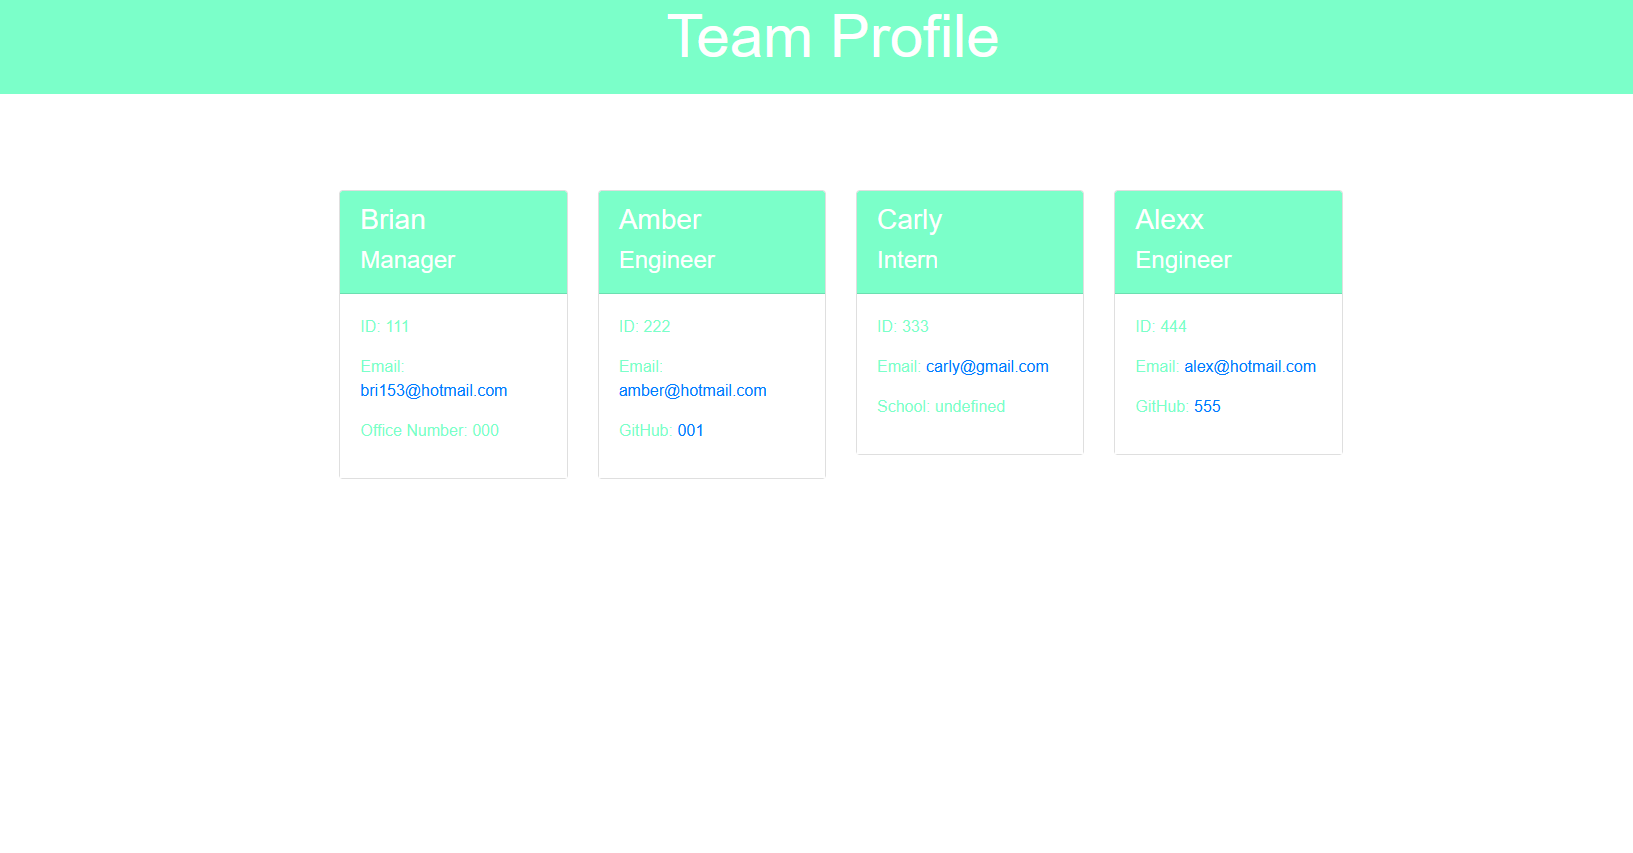 Team Profile
Brian
Manager
ID: 111
Email:
bri153@hotmail.com
Office Number: 000
Amber
Engineer
ID: 222
Email:
amber@hotmail.com
GitHub: 001
Carly
Intern
ID: 333
Email: carly@gmail.com
School: undefined
Alexx
Engineer
ID: 444
Email: alex@hotmail.com
GitHub: 555